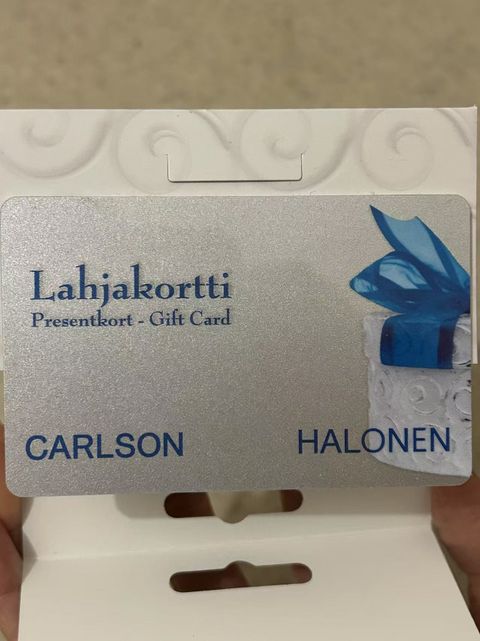 Lahjakortti
Presentkort - Gift Card
CARLSON HALONEN